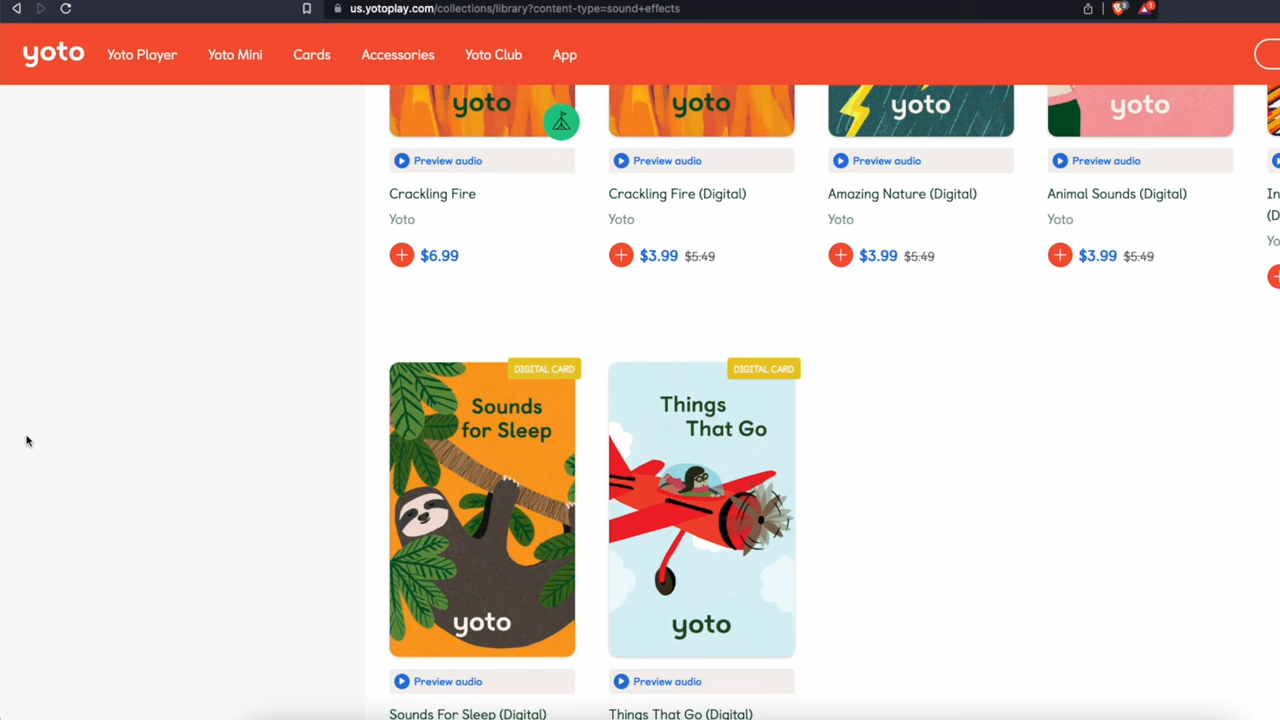 us.yotoplay.com/collections/library?content-type=sound+effects
3
1
yoto
Yoto Player
Yoto Mini
Cards
Accessories
Yoto Club
App
yoto
yoto
yoto
yoto
Preview audio
Preview audio
Preview audio
Preview audio
Crackling Fire
Crackling Fire (Digital)
Amazing Nature (Digital)
Animal Sounds (Digital)
In
(D
Yoto
Yoto
Yoto
Yoto
Yo
$6.99
$3.99 $5.49
$3.99 $5.49
$3.99 $5.49
DIGITAL CARD
DIGITAL CARD
Sounds
for Sleep
yoto
Things
That Go
yoto
Preview audio
Preview audio
Sounds For Sleep (Digital)
Things That Go (Digital)